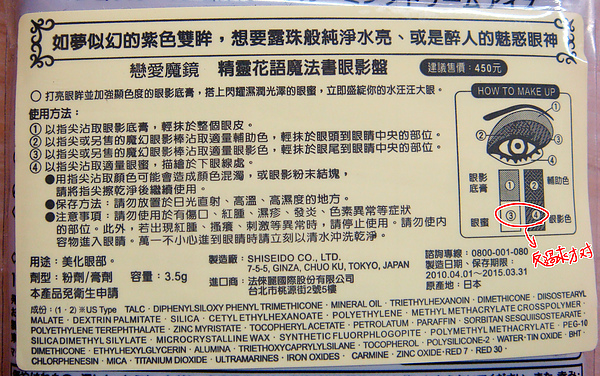 如夢似幻的紫色雙眸，想要露珠般純淨水亮、或是醉人的魅惑眼神
戀愛魔鏡 精靈花語魔法書眼影盤
建議售價：450元
○ 打亮眼眸並加強顯色度的眼影底膏，搭上閃耀濕潤光澤的眼蜜，立即盛綻你的水汪汪大眼。
使用方法：
①以指尖沾取眼影底膏，輕抹於整個眼皮。
②以指尖或另售的魔幻眼影棒沾取適量輔助色，輕抹於眼頭到眼睛中央的部位。
③以指尖或另售的魔幻眼影棒沾取適量眼影色，輕抹於眼尾到眼睛中央的部位。
④以指尖沾取適量眼蜜，描繪於下眼線處。
●用指尖沾取顏色可能會造成顏色混濁，或眼影粉末結塊，
請將指尖擦乾淨後繼續使用。
●保存方法：請勿放置於日光直射、高溫、高濕度的地方。
●注意事項：請勿使用於有傷口、紅腫、濕疹、發炎、色素異常等症狀
的部位。此外，若出現紅腫、搔癢、刺激等異常時，請停止使用。請勿使內
容物進入眼睛。萬一不小心進到眼睛時請立刻以清水沖洗乾淨。
HOW TO MAKE UP
① ② ③ ④
眼影底膏
① ②
輔助色
眼蜜
③ ④
眼影色
反過來才對
用途：美化眼部。
劑型：粉劑/膏劑 容量：3.5g
本產品免衛生申請
製造廠：SHISEIDO CO., LTD.
7-5-5, GINZA, CHUO KU, TOKYO, JAPAN
進口商：法徠麗國際股份有限公司
台北市桃源街2號5樓
諮詢專線：0800-001-080
製造日期、保存期限：
2010.04.01～2015.03.31
原產地：日本
成份：(1‧2)※US Type TALC‧DIPHENYLSILOXY PHENYL TRIMETHICONE‧MINERAL OIL‧TRIETHYLHEXANOIN‧DIMETHICONE‧DIISOSTEARYL
MALATE‧DEXTRIN PALMITATE‧SILICA‧CETYL ETHYLHEXANOATE‧POLYETHYLENE‧METHYL METHACRYLATE CROSSPOLYMER‧
POLYETHYLENE TEREPHTHALATE‧ZINC MYRISTATE‧TOCOPHERYL ACETATE‧PETROLATUM‧PARAFFIN‧SORBITAN SESQUIISOSTEARATE‧
SILICA DIMETHYL SILYLATE‧MICROCRYSTALLINE WAX‧SYNTHETIC FLUORPHLOGOPITE‧POLYMETHYL METHACRYLATE‧PEG-10
DIMETHICONE‧ETHYLHEXYLGLYCERIN‧ALUMINA‧TRIETHOXYCAPRYLYLSILANE‧TOCOPHEROL‧POLYSILICONE-2‧WATER‧TIN OXIDE‧BHT‧
CHLORPHENESIN‧MICA‧TITANIUM DIOXIDE‧ULTRAMARINES‧IRON OXIDES‧CARMINE‧ZINC OXIDE‧RED 7‧RED 30‧